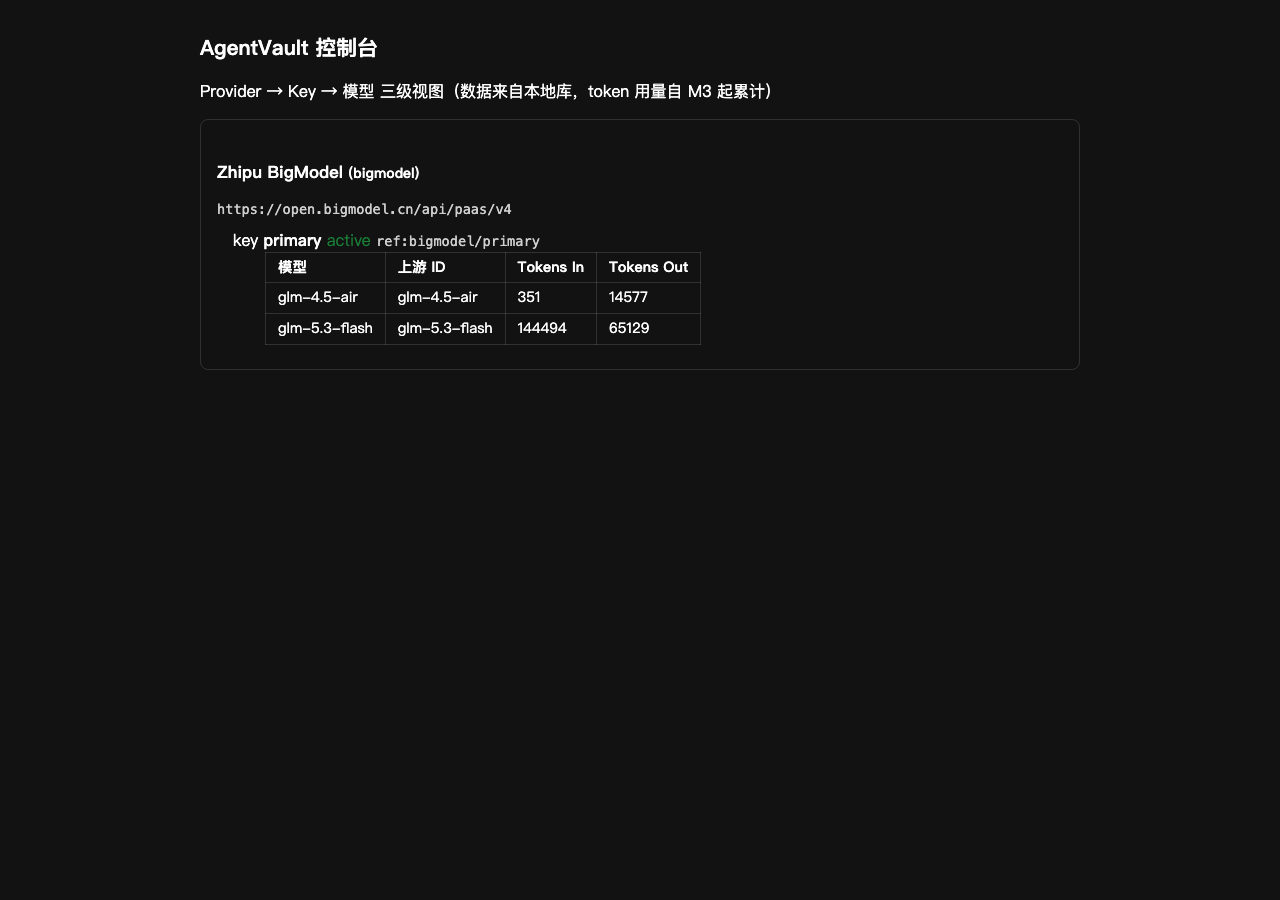 AgentVault 控制台
Provider → Key → 模型 三级视图（数据来自本地库，token 用量自 M3 起累计）
Zhipu BigModel (bigmodel)
https://open.bigmodel.cn/api/paas/v4
key primary active ref:bigmodel/primary
模型 上游 ID Tokens In Tokens Out
glm-4.5-air glm-4.5-air 351 14577
glm-5.3-flash glm-5.3-flash 144494 65129